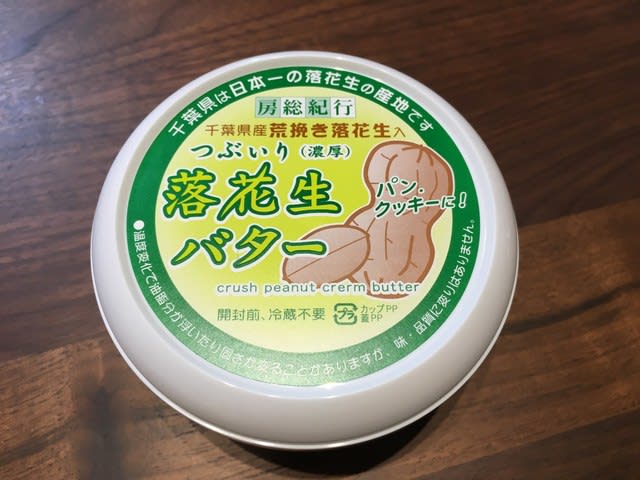 千葉県は日本一の落花生の産地です
房総紀行
千葉県産荒挽き落花生入
つぶいり(濃厚)
落花生
バター
パン.
クッキーに!
crush peanut crerm butter
開封前、冷蔵不要
プラ
カップPP
蓋PP
●温度変化で油脂分が浮いたり固さが変ることがありますが、味・品質に変りはありません。